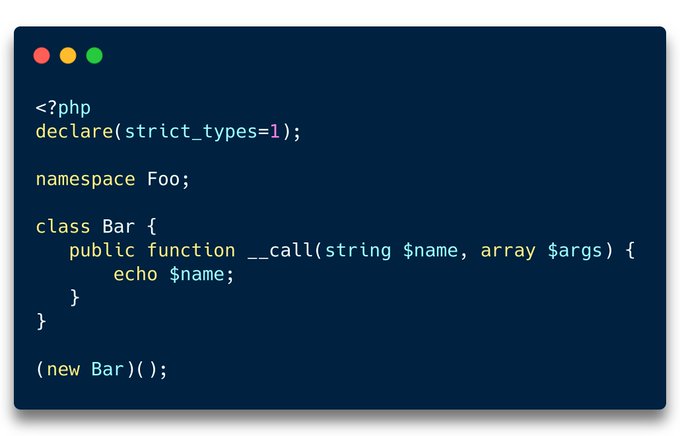 <?php
declare(strict_types=1);

namespace Foo;

class Bar {
   public function __call(string $name, array $args) {
       echo $name;
   }
}

(new Bar)();